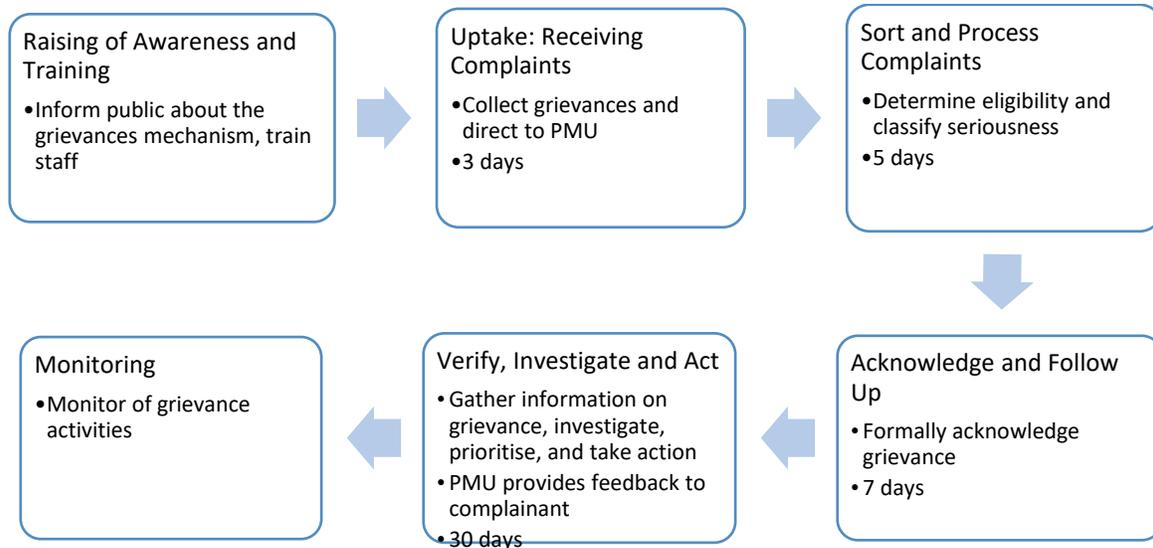 Raising of Awareness and
Training
•Inform public about the
grievances mechanism, train
staff
Uptake: Receiving
Complaints
•Collect grievances and
direct to PMU
•3 days
Sort and Process
Complaints
•Determine eligibility and
classify seriousness
•5 days
Acknowledge and Follow
Up
• Formally acknowledge
grievance
• 7 days
Verify, Investigate and Act
• Gather information on
grievance, investigate,
prioritise, and take action
• PMU provides feedback to
complainant
• 30 days
Monitoring
•Monitor of grievance
activities